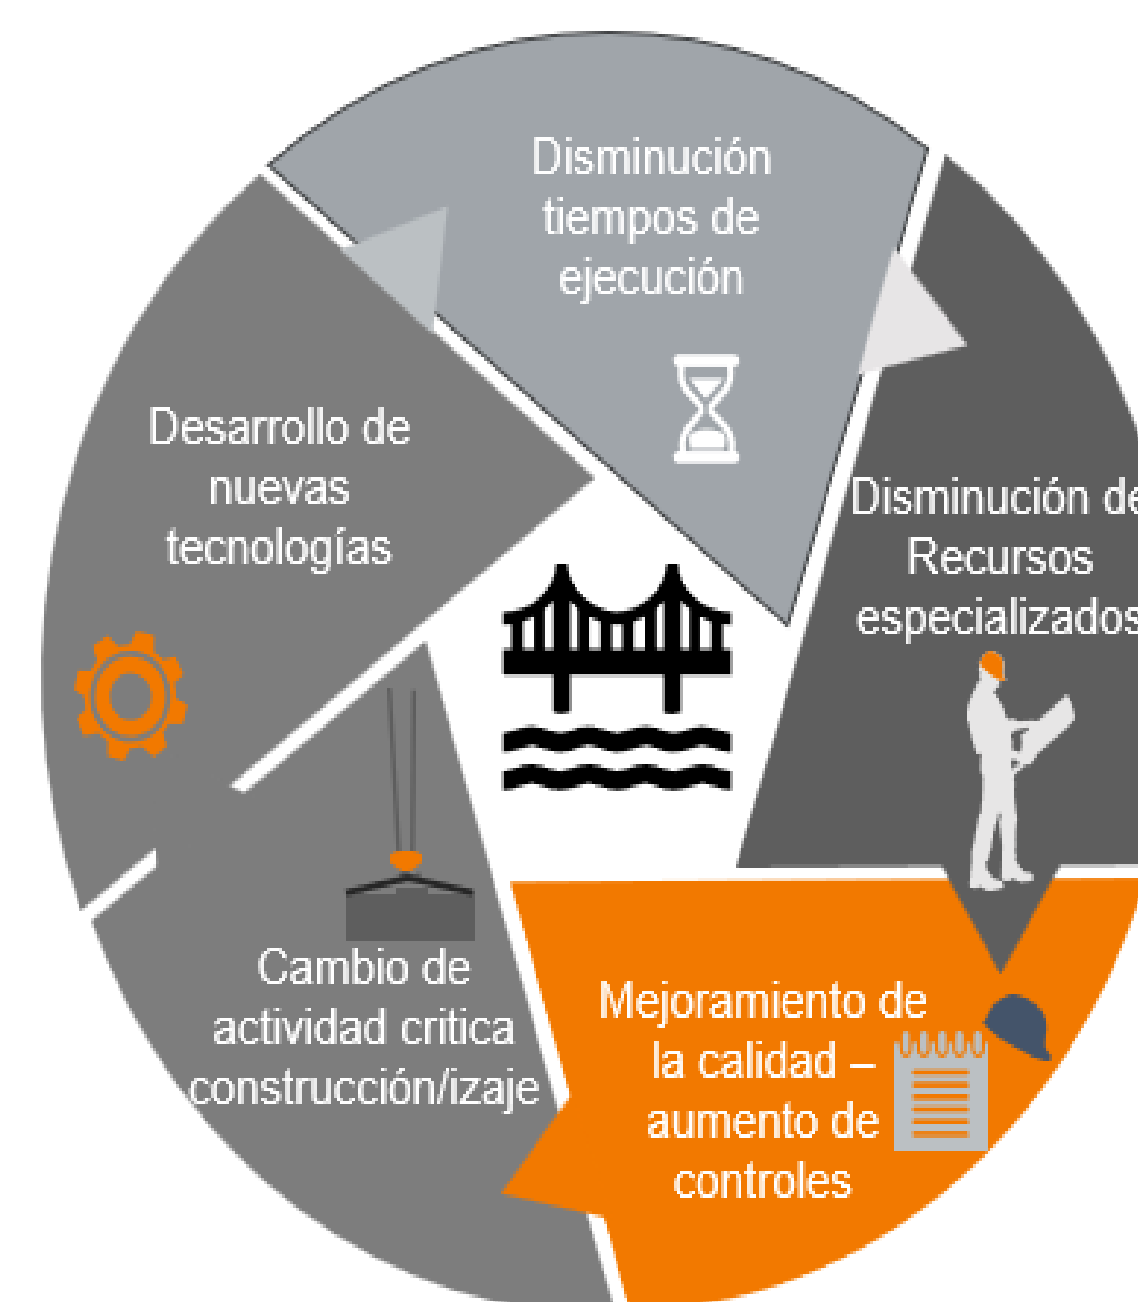 Disminución
tiempos de
ejecución
Desarrollo de
nuevas
tecnologías
Disminución de
Recursos
especializados
Cambio de
actividad critica
construcción/izaje
Mejoramiento de
la calidad –
aumento de
controles